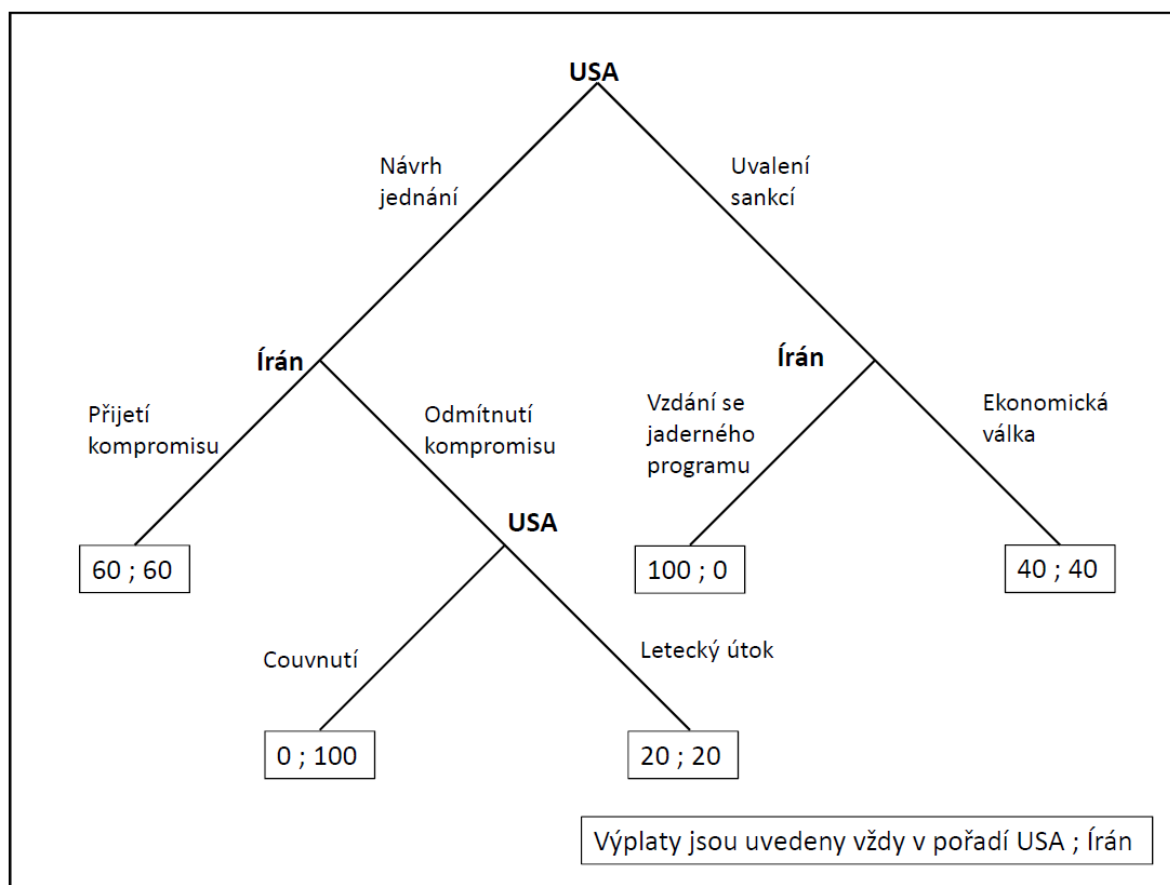 USA
Návrh
jednání
Uvalení
sankcí
Írán
Írán
Přijetí
kompromisu
Odmítnutí
kompromisu
Vzdání se
jaderného
programu
Ekonomická
válka
USA
60 ; 60
100 ; 0
40 ; 40
Couvnutí
Letecký útok
0 ; 100
20 ; 20
Výplaty jsou uvedeny vždy v pořadí USA ; Írán